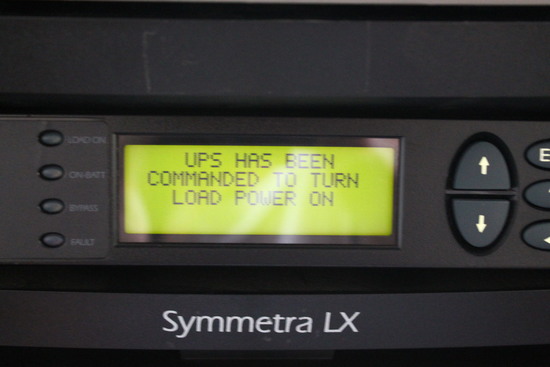 LOAD ON
ON-BATT
BYPASS
FAULT
UPS HAS BEEN
COMMANDED TO TURN
LOAD POWER ON
Symmetra LX